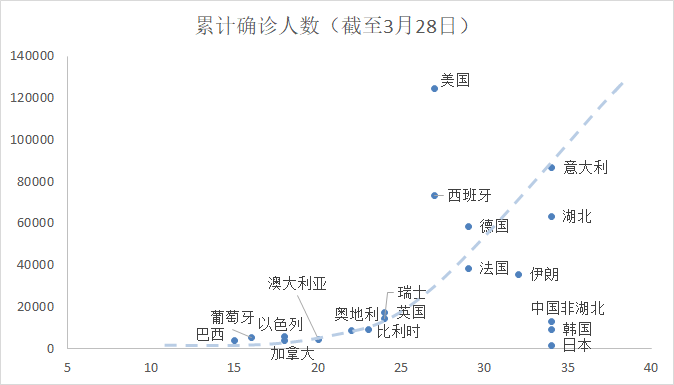 累计确诊人数（截至3月28日）
140000
120000
100000
80000
60000
40000
20000
0
美国
意大利
西班牙
湖北
德国
法国
伊朗
澳大利亚
瑞士
葡萄牙
奥地利
英国
中国非湖北
巴西
以色列
比利时
韩国
加拿大
日本
5
10
15
20
25
30
35
40